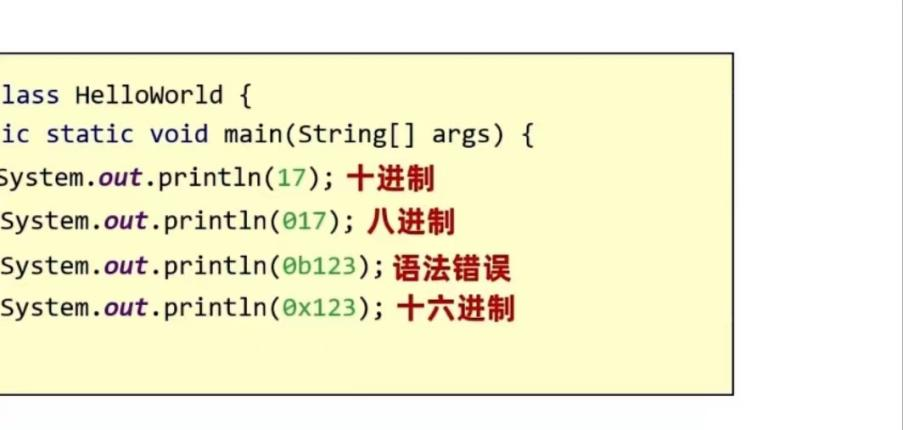 lass HelloWorld {
ic static void main(String[] args) {
System.out.println(17); 十进制
System.out.println(017); 八进制
System.out.println(0b123); 语法错误
System.out.println(0x123); 十六进制